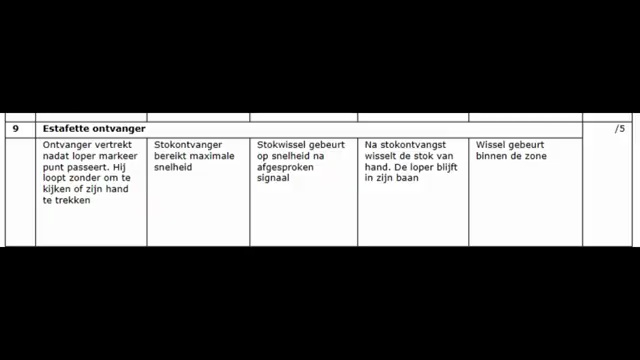 9 Estafette ontvanger /5
Ontvanger vertrekt
nadat loper markeer
punt passeert. Hij
loopt zonder om te
kijken of zijn hand
te trekken
Stokontvanger
bereikt maximale
snelheid
Stokwissel gebeurt
op snelheid na
afgesproken
signaal
Na stokontvangst
wisselt de stok van
hand. De loper blijft
in zijn baan
Wissel gebeurt
binnen de zone